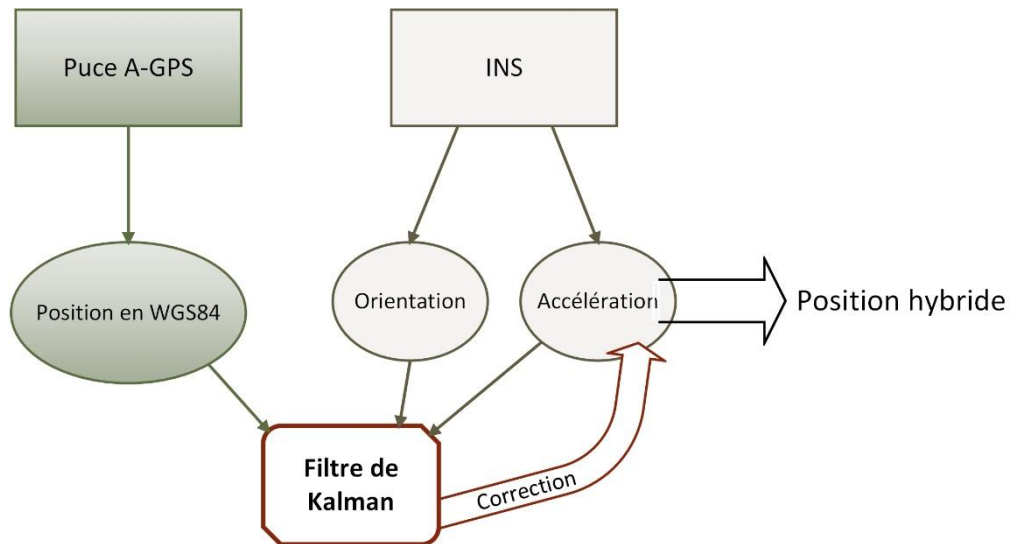 Puce A-GPS
INS
Position en WGS84
Orientation
Accélération
Position hybride
Filtre de
Kalman
Correction